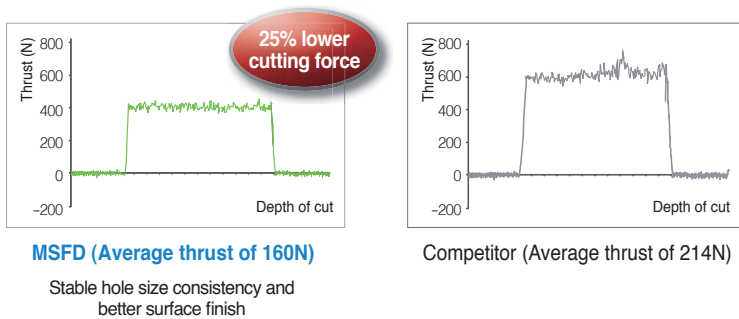 25% lower
cutting force
Thrust (N)
800
600
400
200
0
–200
Depth of cut
MSFD (Average thrust of 160N)
Stable hole size consistency and
better surface finish
Thrust (N)
800
600
400
200
0
–200
Depth of cut
Competitor (Average thrust of 214N)